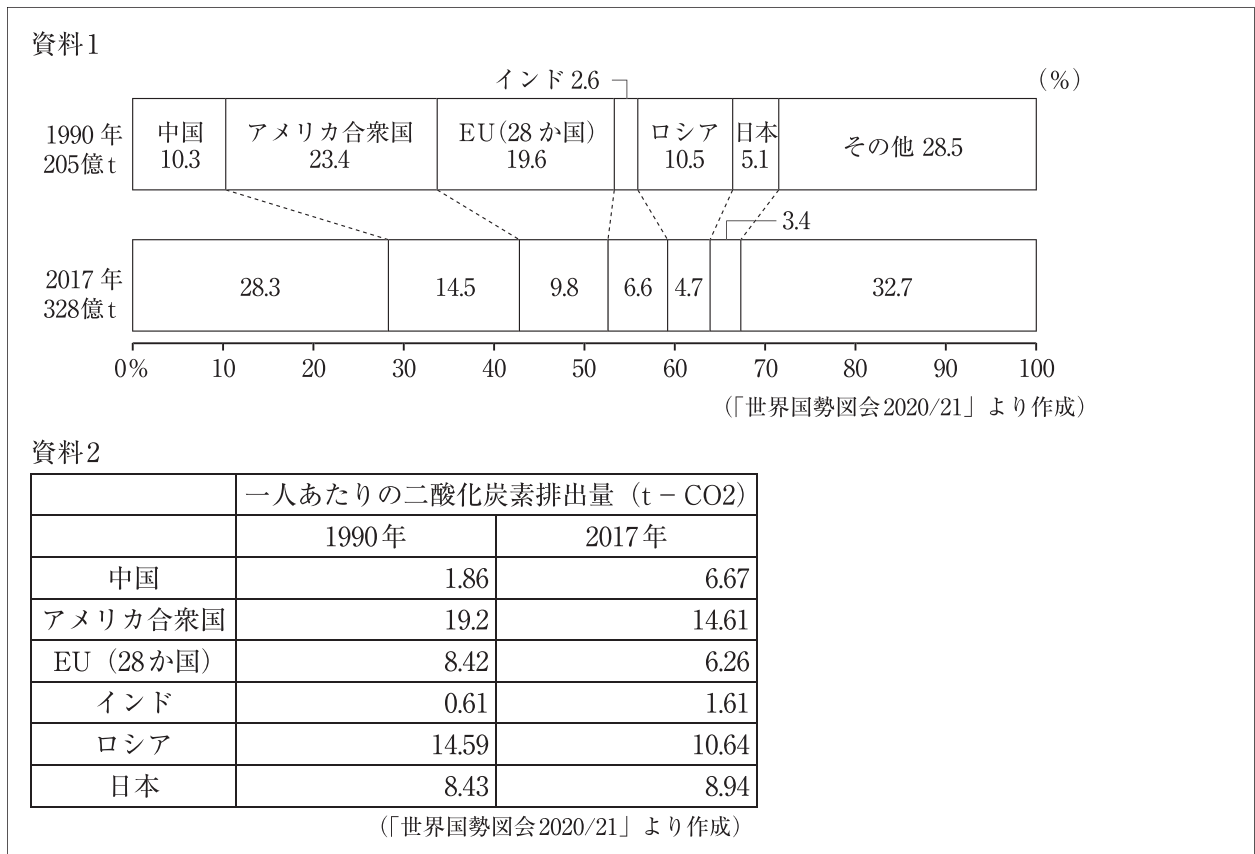 資料1
インド 2.6
(%)
1990年
205億t
中国
10.3
アメリカ合衆国
23.4
EU(28か国)
19.6
ロシア
10.5
日本
5.1
その他 28.5
3.4
2017年
328億t
28.3
14.5
9.8
6.6
4.7
32.7
0% 10 20 30 40 50 60 70 80 90 100
(「世界国勢図会2020/21」より作成)
資料2
一人あたりの二酸化炭素排出量(t－CO2)
1990年 2017年
中国 1.86 6.67
アメリカ合衆国 19.2 14.61
EU(28か国) 8.42 6.26
インド 0.61 1.61
ロシア 14.59 10.64
日本 8.43 8.94
(「世界国勢図会2020/21」より作成)